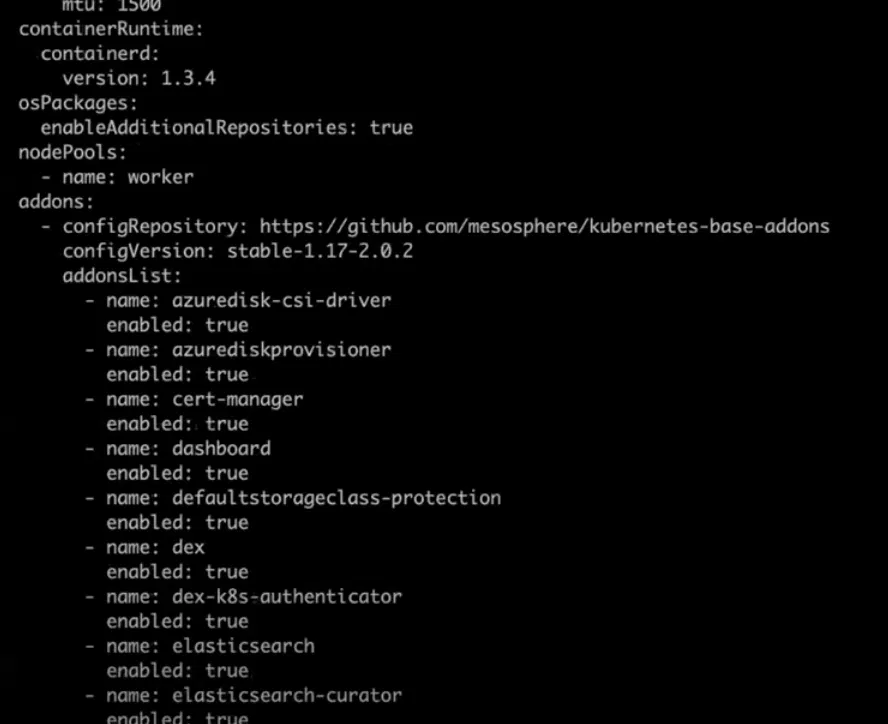 mtu: 1500
containerRuntime:
containerd:
version: 1.3.4
osPackages:
enableAdditionalRepositories: true
nodePools:
- name: worker
addons:
- configRepository: https://github.com/mesosphere/kubernetes-base-addons
configVersion: stable-1.17-2.0.2
addonsList:
- name: azuredisk-csi-driver
enabled: true
- name: azurediskprovisioner
enabled: true
- name: cert-manager
enabled: true
- name: dashboard
enabled: true
- name: defaultstorageclass-protection
enabled: true
- name: dex
enabled: true
- name: dex-k8s-authenticator
enabled: true
- name: elasticsearch
enabled: true
- name: elasticsearch-curator
enabled: true